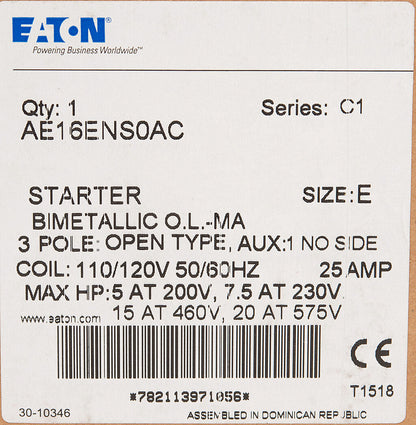 EATON
Powering Business Worldwide™
Qty: 1 Series: C1
AE16ENS0AC
STARTER SIZE: E
BIMETALLIC O.L.-MA
3 POLE: OPEN TYPE, AUX:1 NO SIDE
COIL: 110/120V 50/60HZ 25 AMP
MAX HP:5 AT 200V, 7.5 AT 230V
www.eaton.com 15 AT 460V, 20 AT 575V
CE
*782113971056* T1518
30-10346 ASSEMBLED IN DOMINICAN REPUBLIC